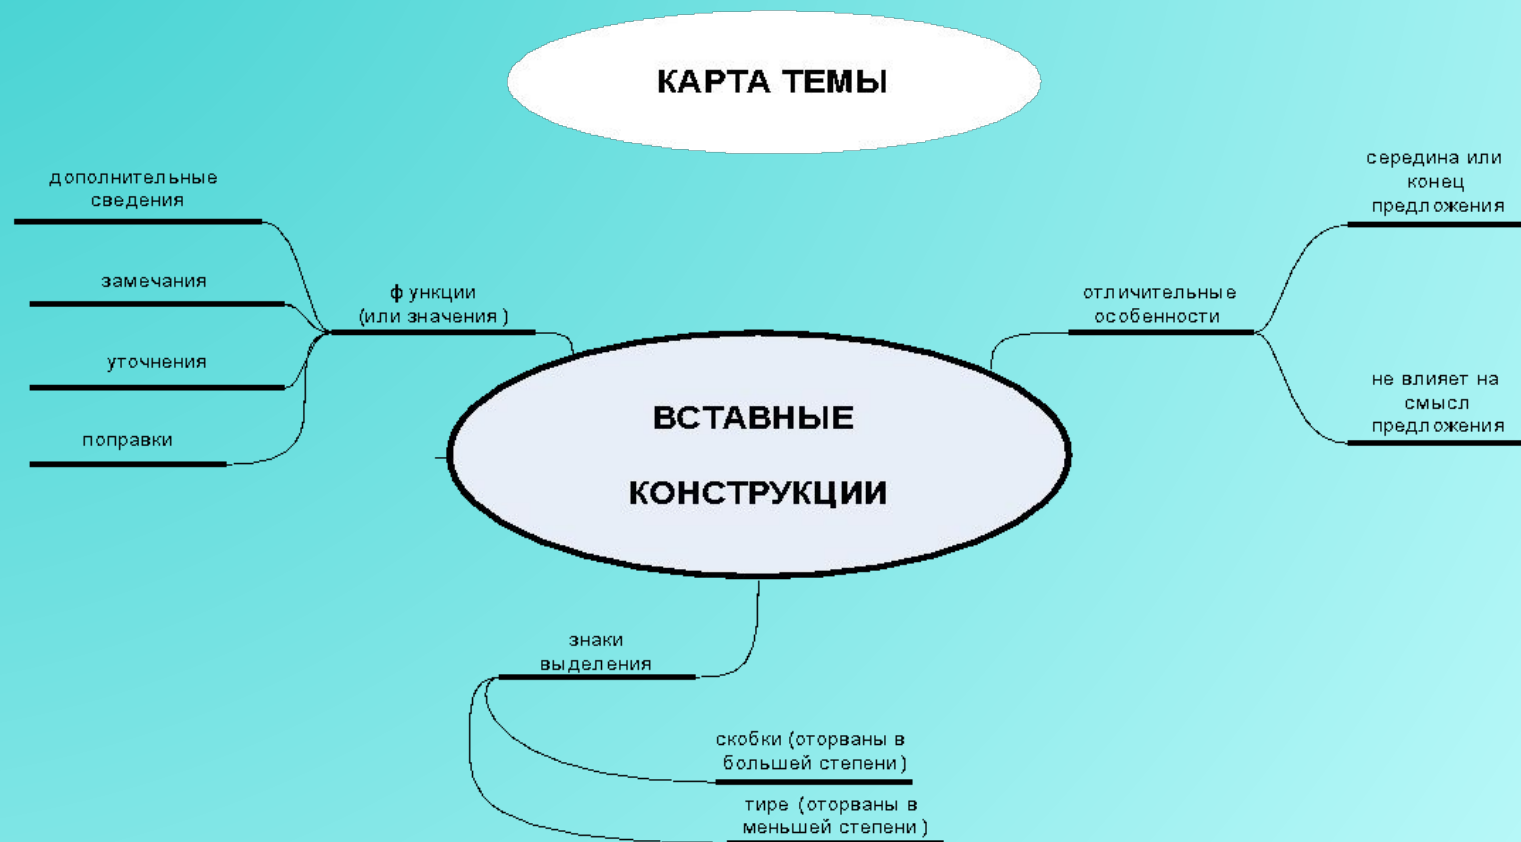 КАРТА ТЕМЫ
дополнительные
сведения
замечания
уточнения
поправки
функции
(или значения)
ВСТАВНЫЕ
КОНСТРУКЦИИ
отличительные
особенности
середина или
конец
предложения
не влияет на
смысл
предложения
знаки
выделения
скобки (оторваны в
большей степени)
тире (оторваны в
меньшей степени)